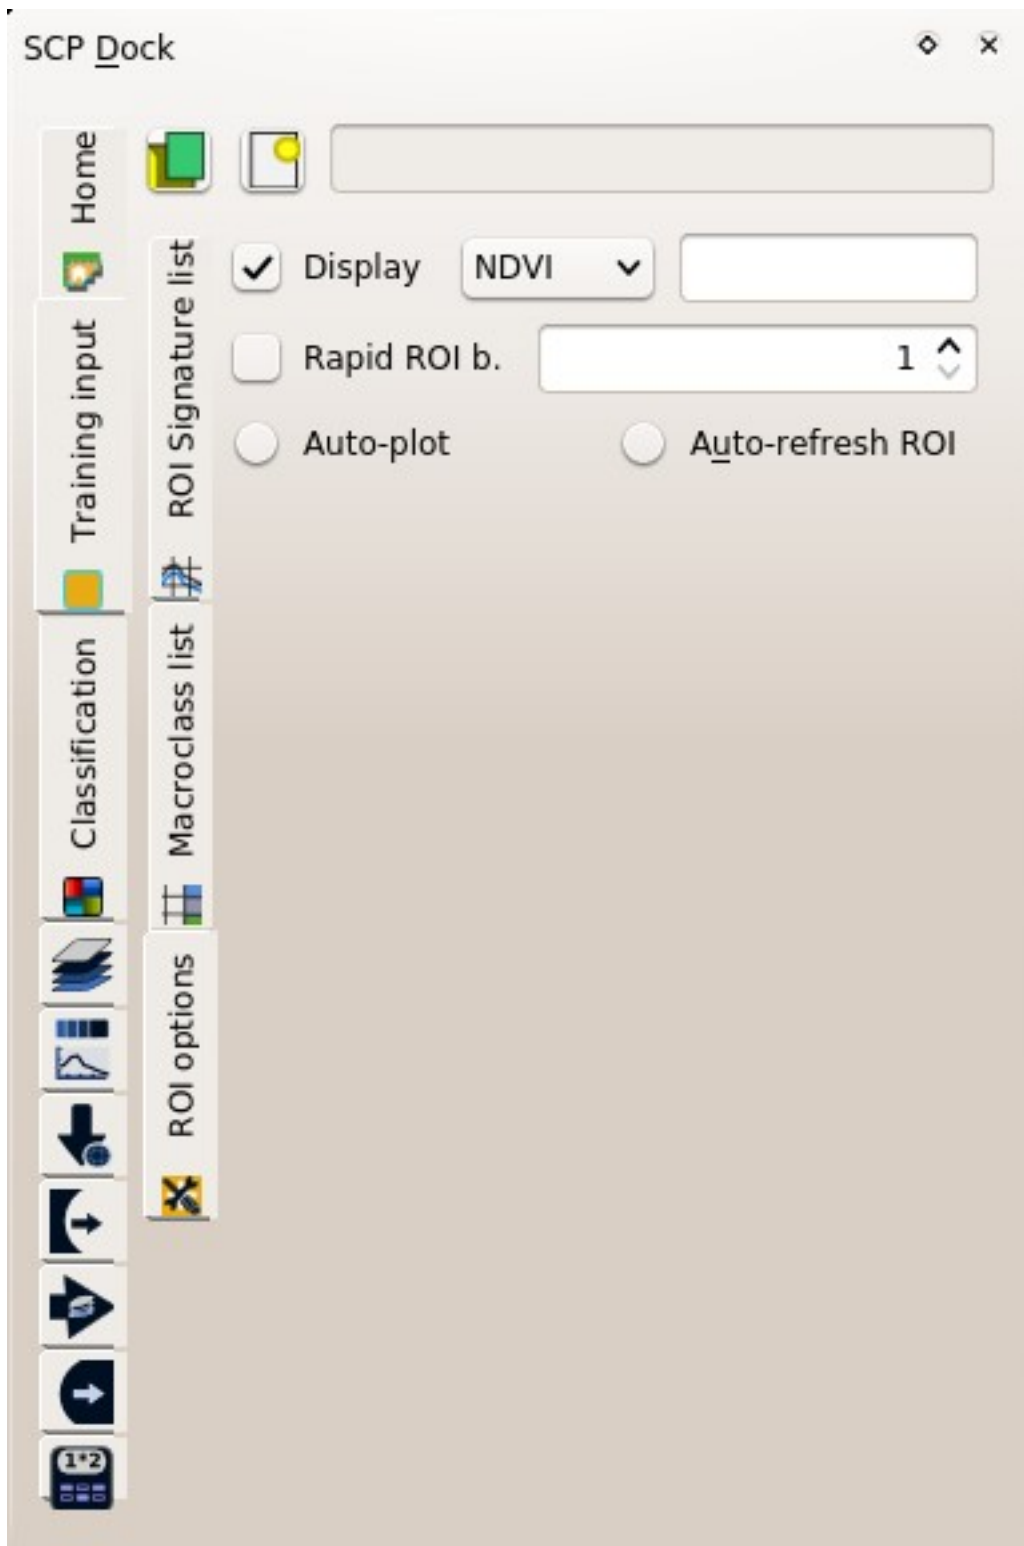 SCP Dock
Home
Training input
Classification
ROI Signature list
Macroclass list
ROI options
Display NDVI
Rapid ROI b. 1
Auto-plot Auto-refresh ROI
1*2